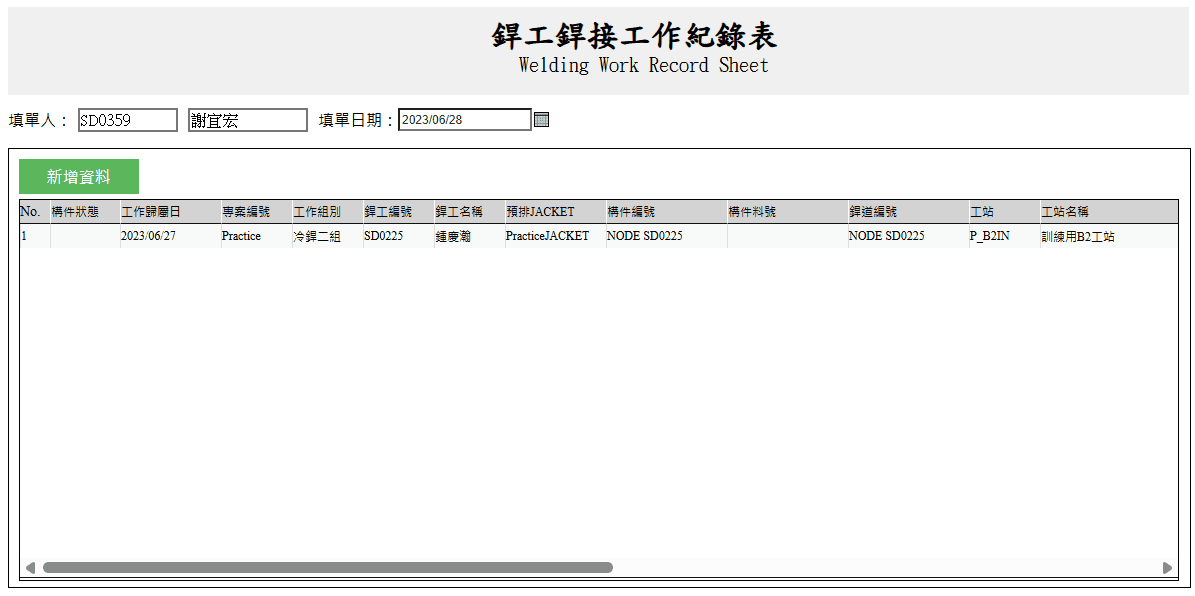 銲工銲接工作紀錄表
Welding Work Record Sheet
填單人： SD0359 謝宜宏 填單日期：2023/06/28
新增資料
No. 構件狀態 工作歸屬日 專案編號 工作組別 銲工編號 銲工名稱 預排JACKET 構件編號 構件料號 銲道編號 工站 工站名稱
1 2023/06/27 Practice 冷銲二組 SD0225 鍾慶瀚 PracticeJACKET NODE SD0225 NODE SD0225 P_B2IN 訓練用B2工站